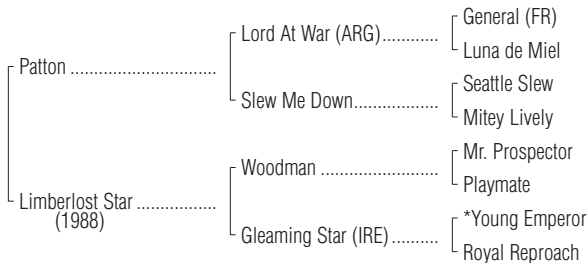 General (FR)
Lord At War (ARG)............
Luna de Miel
Patton ................................
Seattle Slew
Slew Me Down..................
Mitey Lively
Mr. Prospector
Woodman .........................
Playmate
Limberlost Star .................
(1988)
*Young Emperor
Gleaming Star (IRE)..........
Royal Reproach